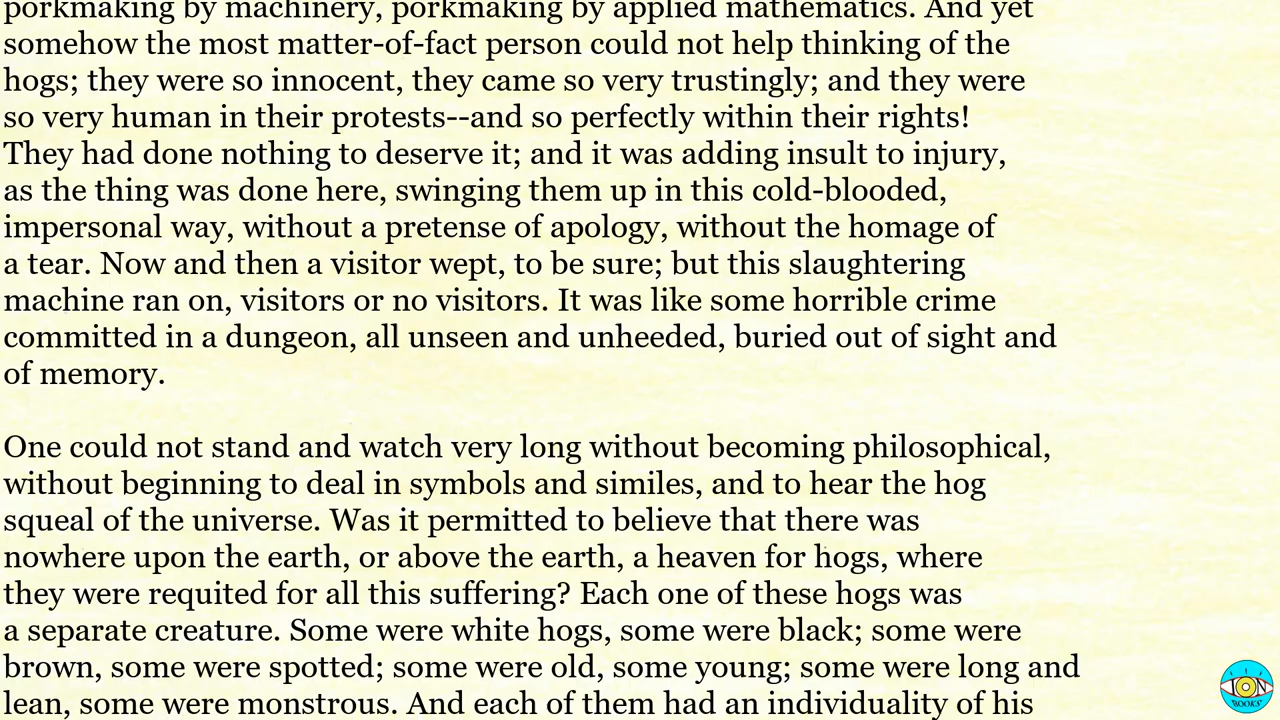 porkmaking by machinery, porkmaking by applied mathematics. And yet
somehow the most matter-of-fact person could not help thinking of the
hogs; they were so innocent, they came so very trustingly; and they were
so very human in their protests--and so perfectly within their rights!
They had done nothing to deserve it; and it was adding insult to injury,
as the thing was done here, swinging them up in this cold-blooded,
impersonal way, without a pretense of apology, without the homage of
a tear. Now and then a visitor wept, to be sure; but this slaughtering
machine ran on, visitors or no visitors. It was like some horrible crime
committed in a dungeon, all unseen and unheeded, buried out of sight and
of memory.
One could not stand and watch very long without becoming philosophical,
without beginning to deal in symbols and similes, and to hear the hog
squeal of the universe. Was it permitted to believe that there was
nowhere upon the earth, or above the earth, a heaven for hogs, where
they were requited for all this suffering? Each one of these hogs was
a separate creature. Some were white hogs, some were black; some were
brown, some were spotted; some were old, some young; some were long and
lean, some were monstrous. And each of them had an individuality of his
ION
BOOKS